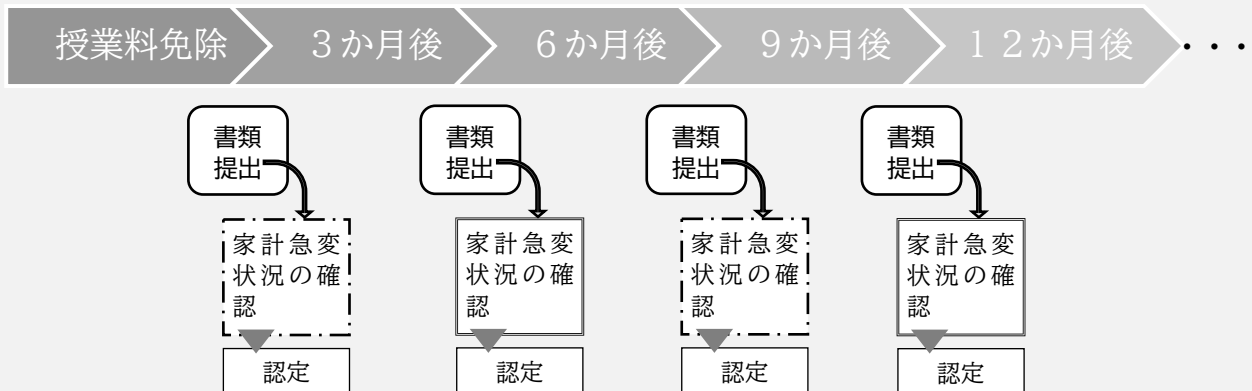 授業料免除 ３か月後 ６か月後 ９か月後 １２か月後 ・・・
書類
提出
書類
提出
書類
提出
書類
提出
家計急変
状況の確
認
家計急変
状況の確
認
家計急変
状況の確
認
家計急変
状況の確
認
認定
認定
認定
認定